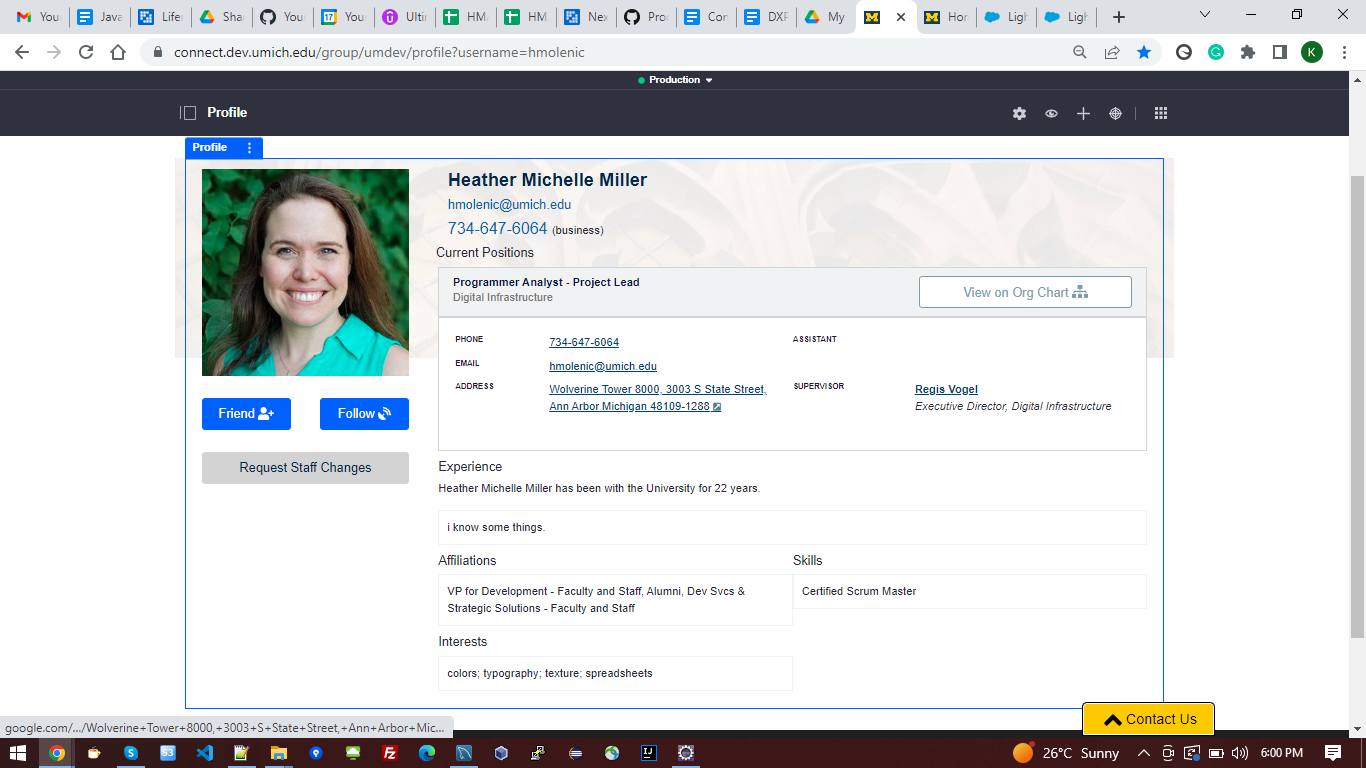 You
Java
Lifer
Sha
You
You
Ulti
HM
HM
Nex
Pro
Con
DXP
My
Hor
Ligh
Ligh
connect.dev.umich.edu/group/umdev/profile?username=hmolenic
K
Production
Profile
Profile
Heather Michelle Miller
hmolenic@umich.edu
734-647-6064 (business)
Current Positions
Programmer Analyst - Project Lead
Digital Infrastructure
View on Org Chart
PHONE
734-647-6064
ASSISTANT
EMAIL
hmolenic@umich.edu
ADDRESS
Wolverine Tower 8000, 3003 S State Street,
Ann Arbor Michigan 48109-1288
SUPERVISOR
Regis Vogel
Executive Director, Digital Infrastructure
Friend
Follow
Request Staff Changes
Experience
Heather Michelle Miller has been with the University for 22 years.
i know some things.
Affiliations
Skills
VP for Development - Faculty and Staff, Alumni, Dev Svcs &
Strategic Solutions - Faculty and Staff
Certified Scrum Master
Interests
colors; typography; texture; spreadsheets
Contact Us
google.com/.../Wolverine+Tower+8000,+3003+S+State+Street,+Ann+Arbor+Mic...
26°C Sunny
6:00 PM